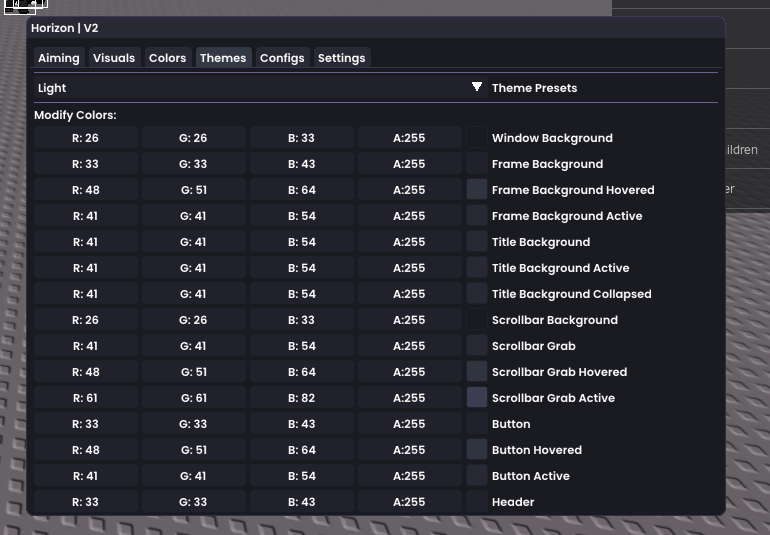 Horizon | V2
Aiming Visuals Colors Themes Configs Settings
Light Theme Presets
Modify Colors:
R: 26 G: 26 B: 33 A:255 Window Background
R: 33 G: 33 B: 43 A:255 Frame Background
ildren
R: 48 G: 51 B: 64 A:255 Frame Background Hovered
er
R: 41 G: 41 B: 54 A:255 Frame Background Active
R: 41 G: 41 B: 54 A:255 Title Background
R: 41 G: 41 B: 54 A:255 Title Background Active
R: 41 G: 41 B: 54 A:255 Title Background Collapsed
R: 26 G: 26 B: 33 A:255 Scrollbar Background
R: 41 G: 41 B: 54 A:255 Scrollbar Grab
R: 48 G: 51 B: 64 A:255 Scrollbar Grab Hovered
R: 61 G: 61 B: 82 A:255 Scrollbar Grab Active
R: 33 G: 33 B: 43 A:255 Button
R: 48 G: 51 B: 64 A:255 Button Hovered
R: 41 G: 41 B: 54 A:255 Button Active
R: 33 G: 33 B: 43 A:255 Header